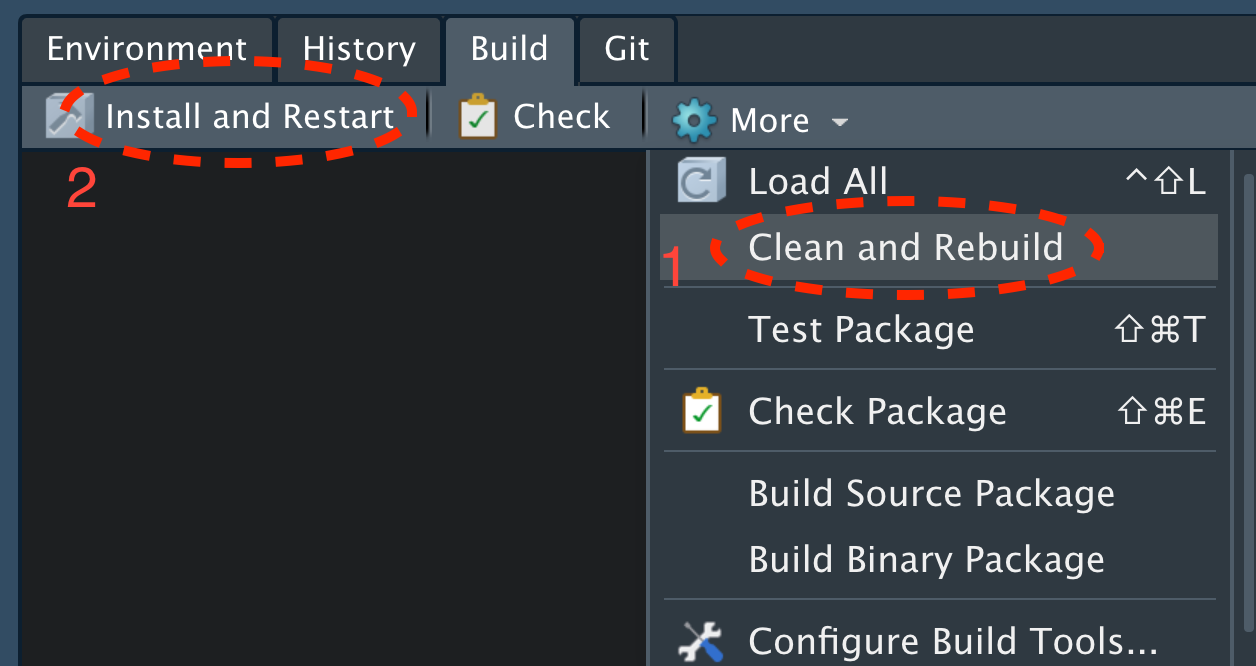 Environment History Build Git
Install and Restart Check More
2
Load All ^⇧L
1 Clean and Rebuild
Test Package ⇧⌘T
Check Package ⇧⌘E
Build Source Package
Build Binary Package
Configure Build Tools...